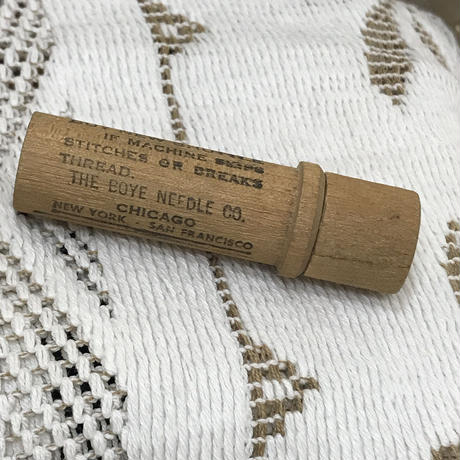 IF MACHINE SKIPS
STITCHES OR BREAKS
THREAD.
THE BOYE NEEDLE CO.
CHICAGO
NEW YORK - SAN FRANCISCO